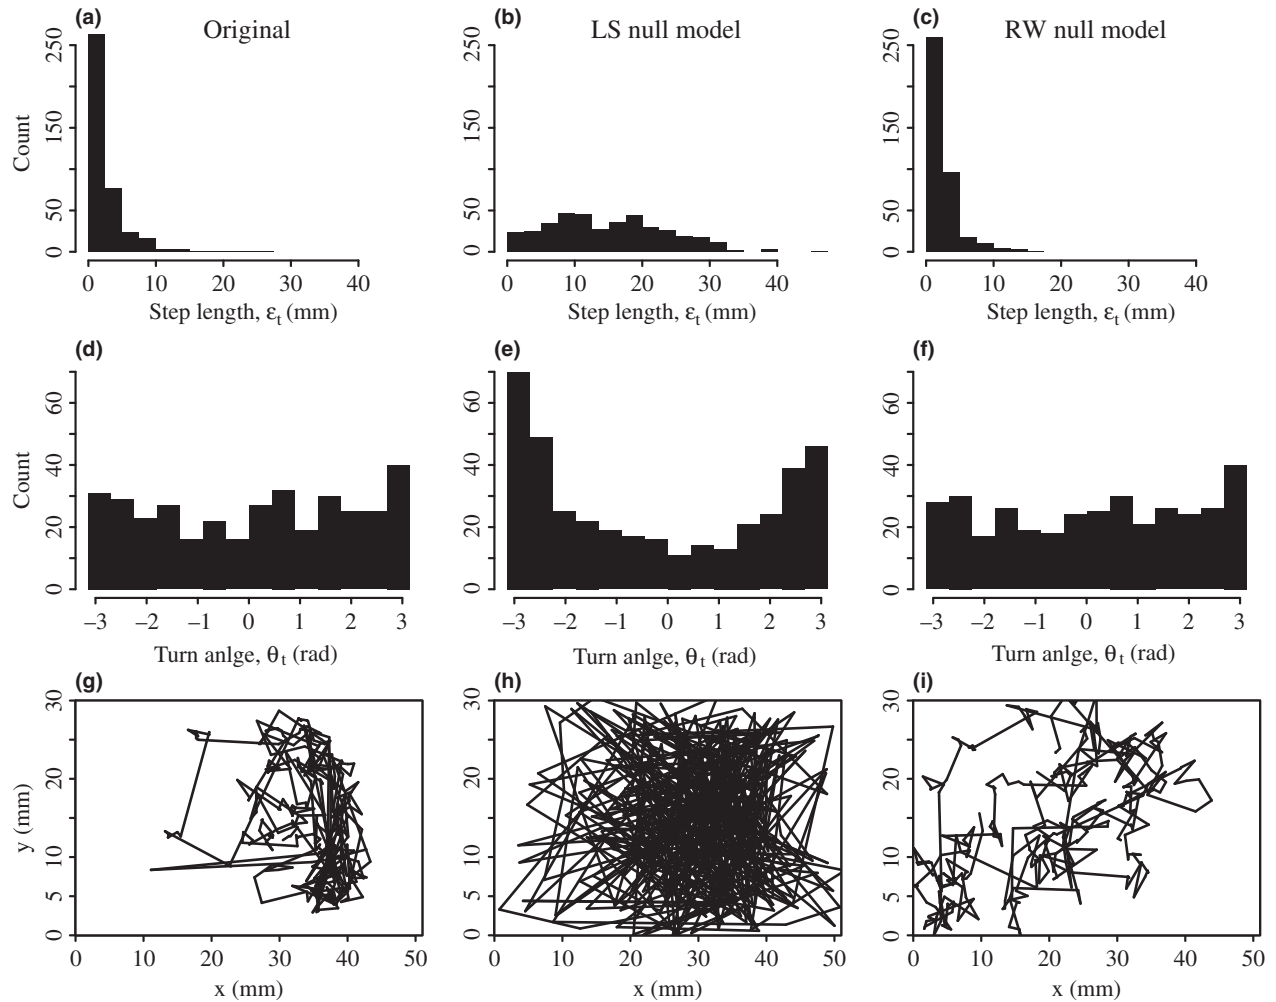 (a) Original
(b) LS null model
(c) RW null model
Count
0 50 150 250
0 10 20 30 40
Step length, εt (mm)
0 50 150 250
0 10 20 30 40
Step length, εt (mm)
0 50 150 250
0 10 20 30 40
Step length, εt (mm)
(d)
Count
0 20 40 60
–3 –2 –1 0 1 2 3
Turn anlge, θt (rad)
(e)
0 20 40 60
–3 –2 –1 0 1 2 3
Turn anlge, θt (rad)
(f)
0 20 40 60
–3 –2 –1 0 1 2 3
Turn anlge, θt (rad)
(g)
y (mm)
0 5 10 20 30
0 10 20 30 40 50
x (mm)
(h)
0 5 10 20 30
0 10 20 30 40 50
x (mm)
(i)
0 5 10 20 30
0 10 20 30 40 50
x (mm)